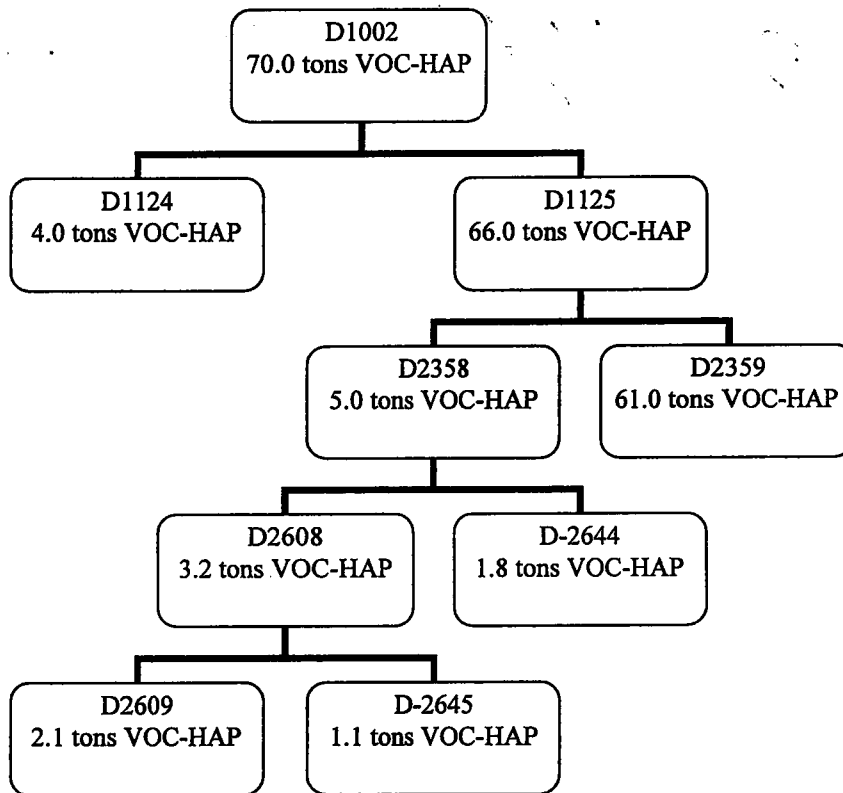 D1002
70.0 tons VOC-HAP
D1124
4.0 tons VOC-HAP
D1125
66.0 tons VOC-HAP
D2358
5.0 tons VOC-HAP
D2359
61.0 tons VOC-HAP
D2608
3.2 tons VOC-HAP
D-2644
1.8 tons VOC-HAP
D2609
2.1 tons VOC-HAP
D-2645
1.1 tons VOC-HAP